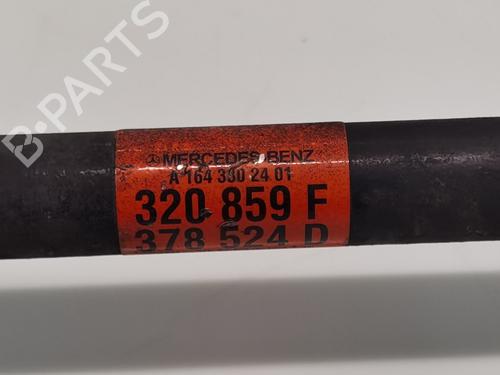 B-PARTS
MERCEDES-BENZ
A 164 330 24 01
320 859 F
378 524 D